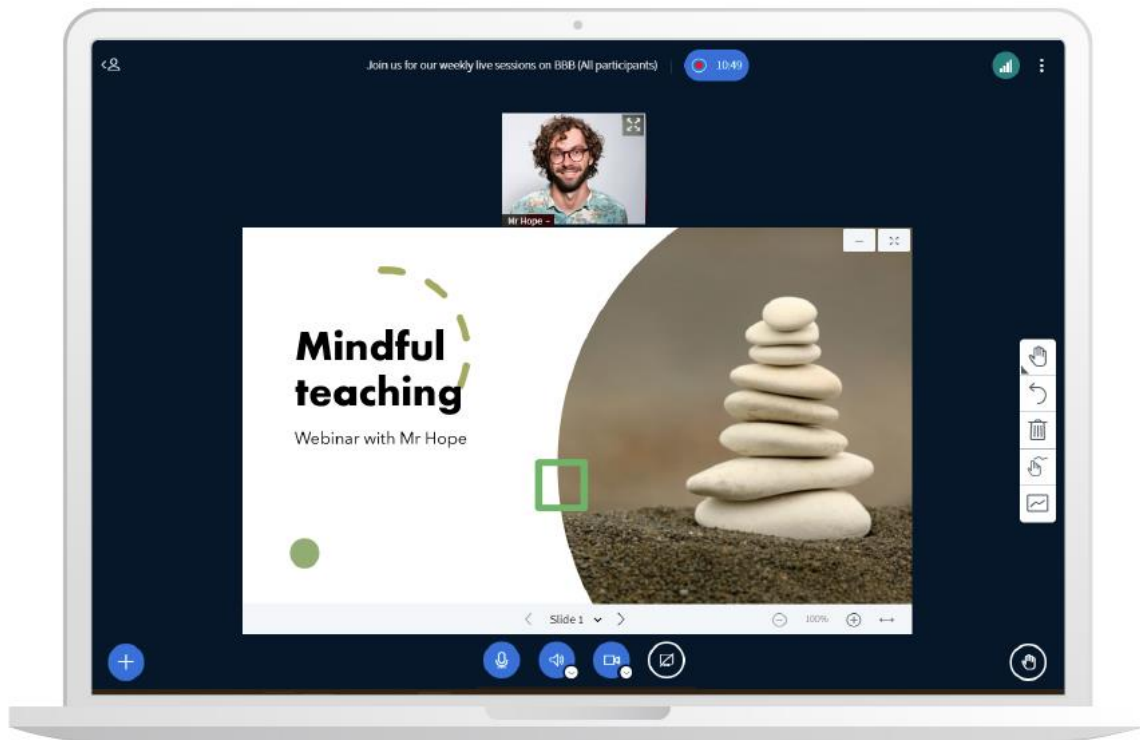 Join us for our weekly live sessions on BBB (All participants)
10:49
Mr Hope -
Mindful
teaching
Webinar with Mr Hope
Slide 1
100%